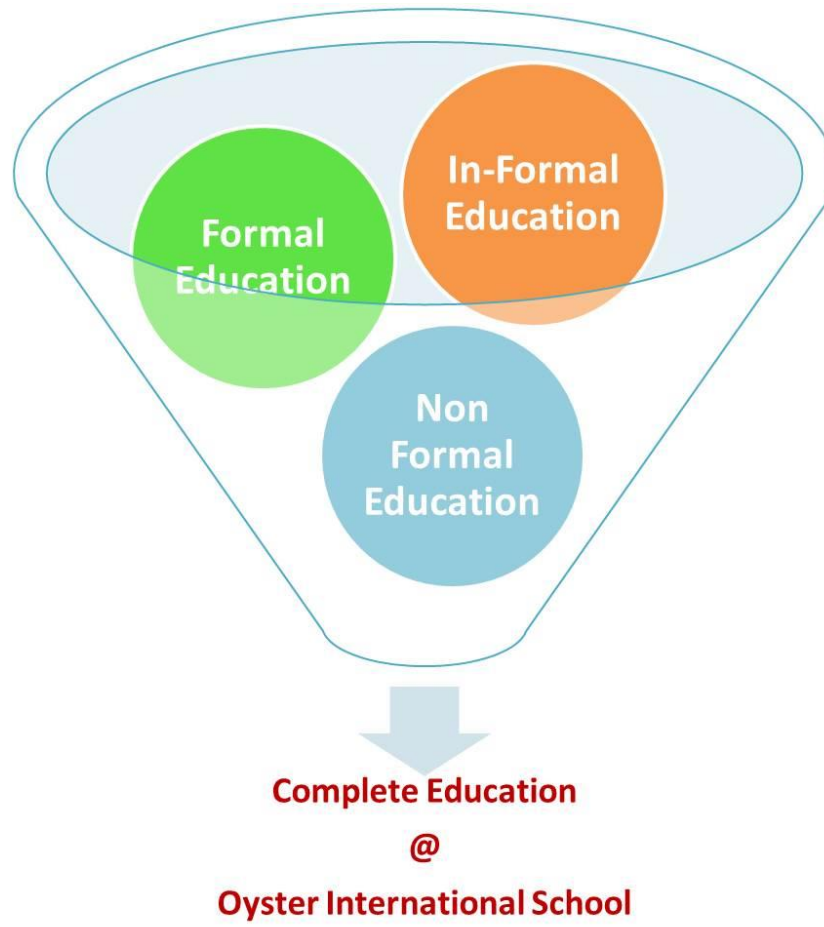 Formal
Education
In-Formal
Education
Non
Formal
Education
Complete Education
@
Oyster International School